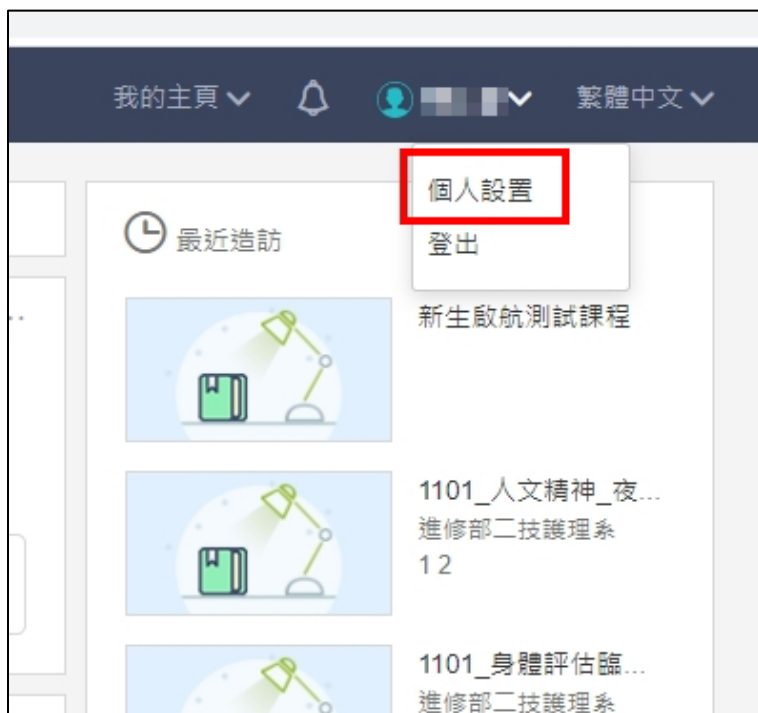 我的主頁 繁體中文
個人設置
登出
最近造訪
新生啟航測試課程
1101_人文精神_夜...
進修部二技護理系
1 2
1101_身體評估臨...
進修部二技護理系